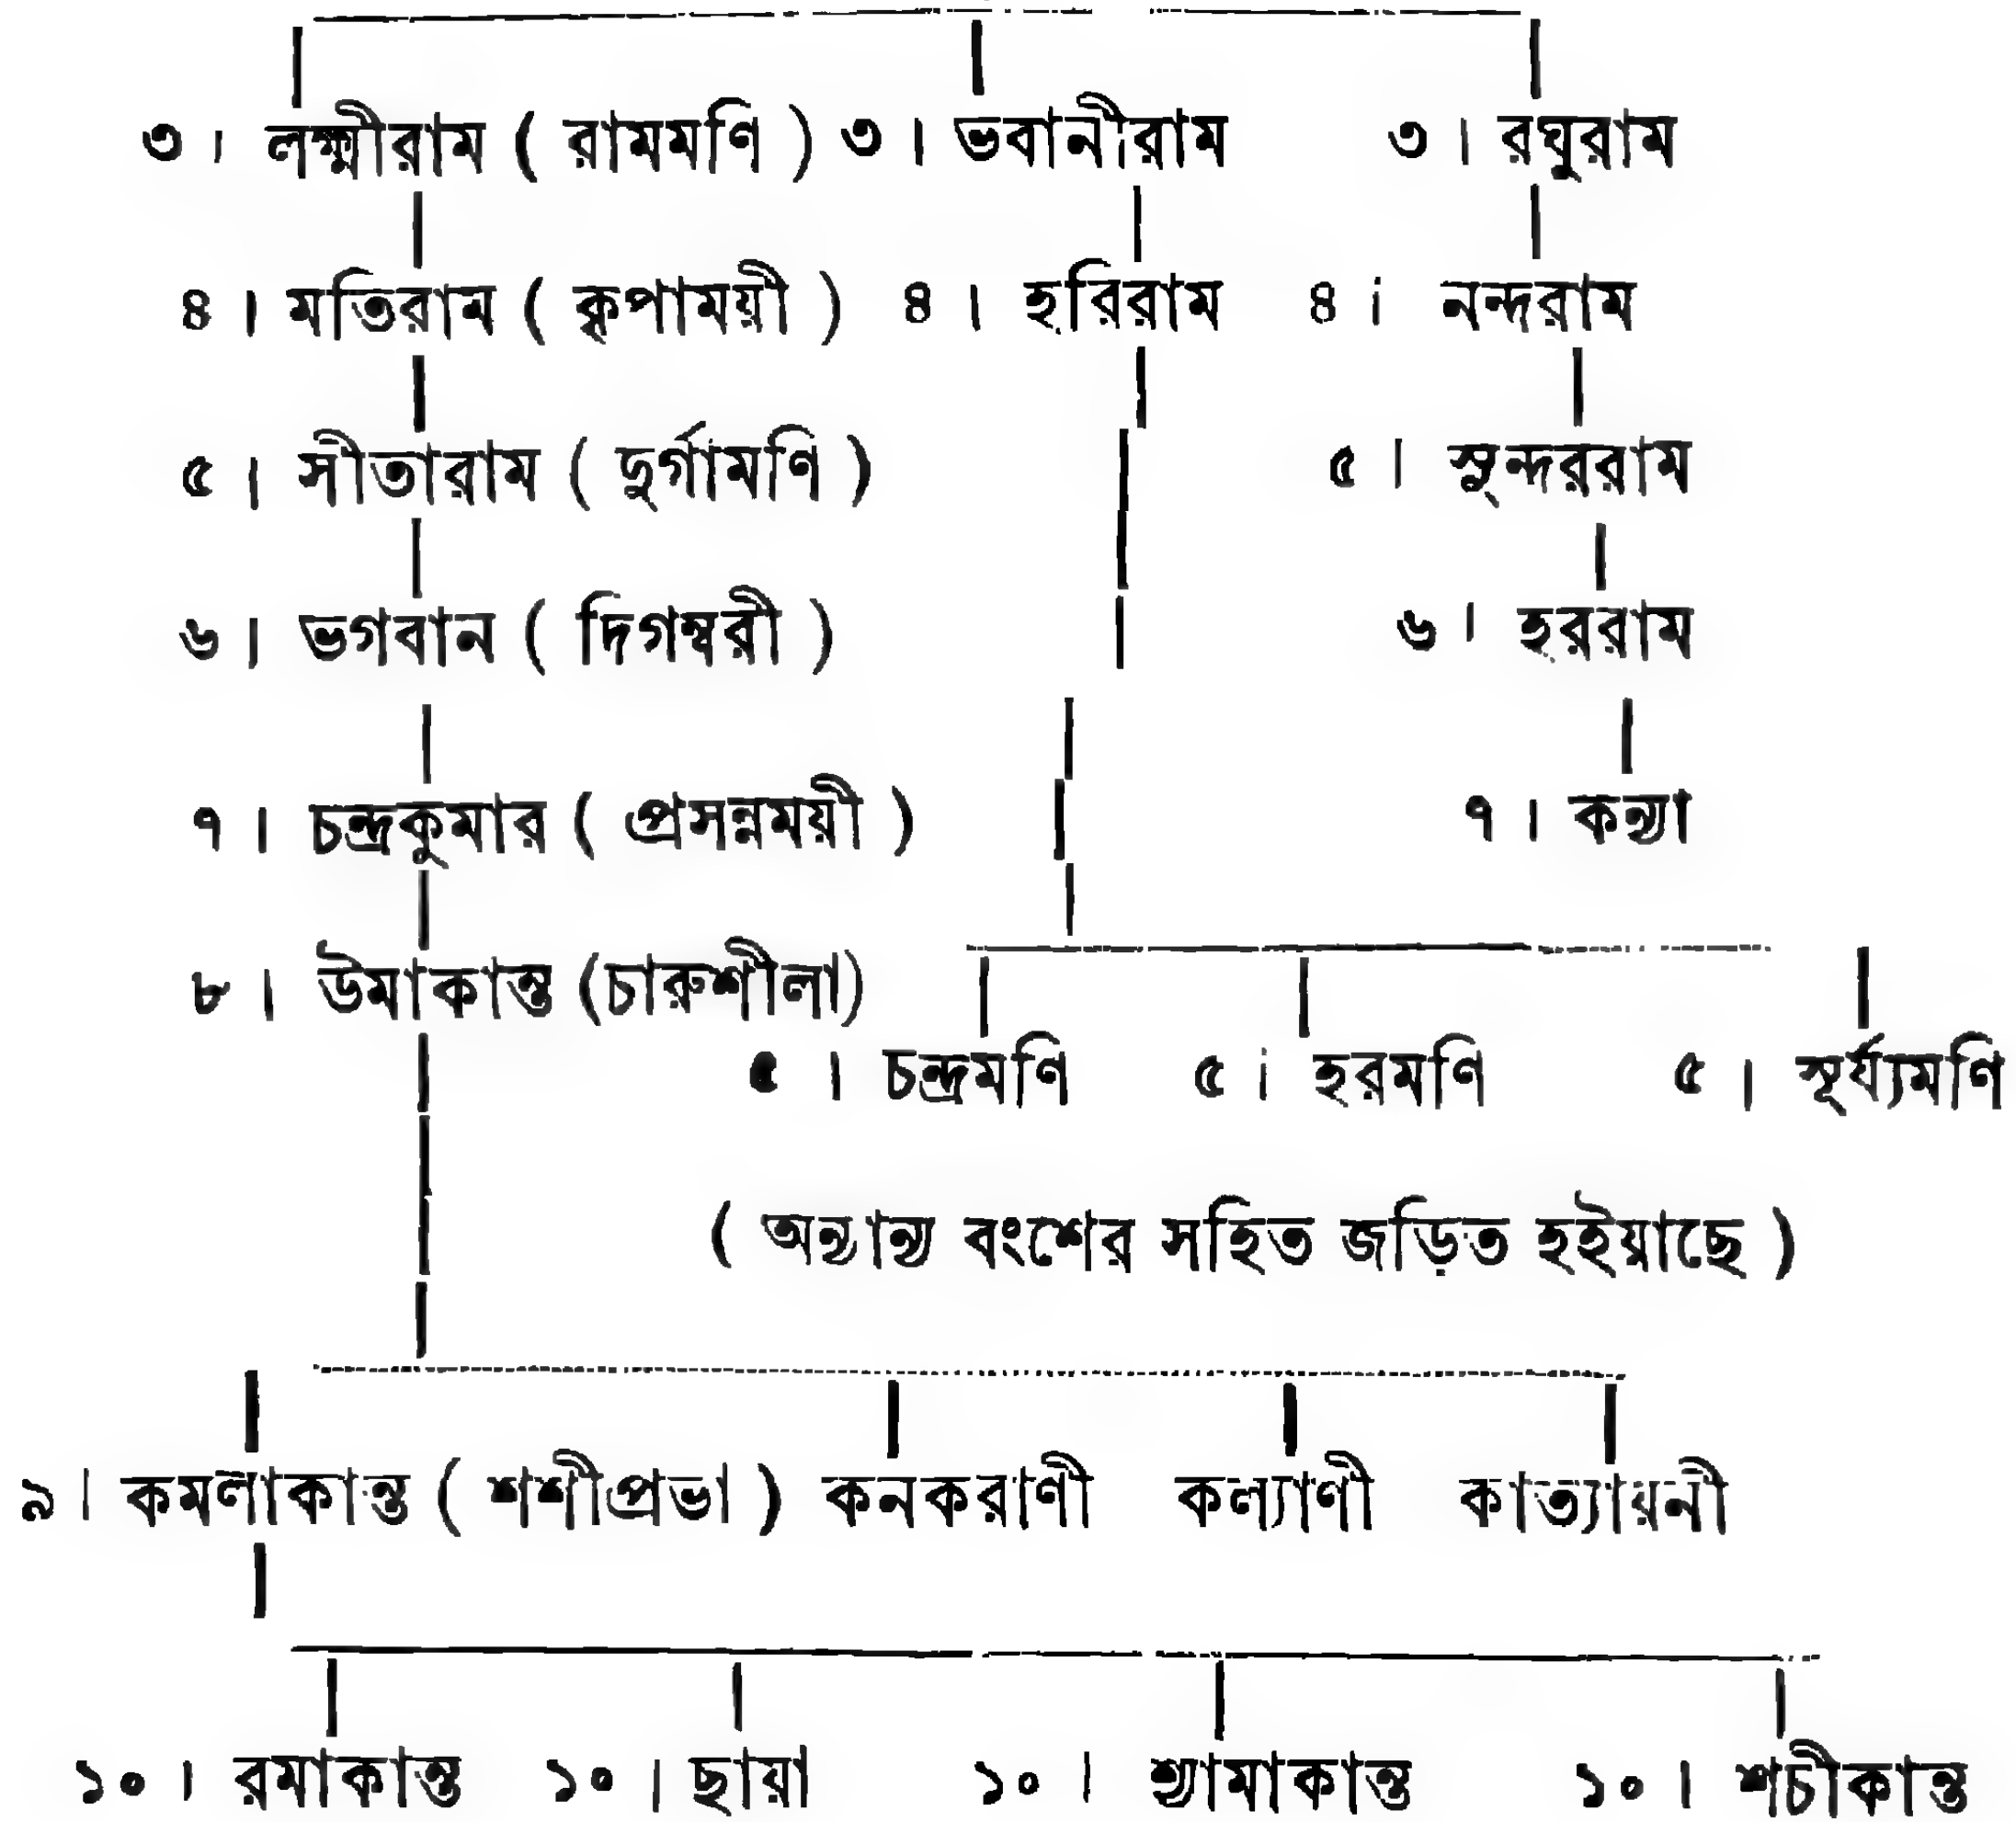 ৩। লক্ষ্মীরাম ( রামমণি ) ৩। ভবানীরাম ৩। রঘুরাম
৪। মতিরাম ( কৃপাময়ী ) ৪। হরিরাম ৪। নন্দরাম
৫। সীতারাম ( দুর্গামণি ) ৫। সুন্দররাম
৬। ভগবান ( দিগম্বরী ) ৬। হররাম
৭। চন্দ্রকুমার ( প্রসন্নময়ী ) ৭। কন্যা
৮। উমাকান্ত (চারুশীলা)
৫। চন্দ্রমণি ৫। হরমণি ৫। সূর্য্যমণি
( অন্যান্য বংশের সহিত জড়িত হইয়াছে )
৯। কমলাকান্ত ( শশীপ্রভা ) কনকরাণী কল্যাণী কাত্যায়নী
১০। রমাকান্ত ১০। ছায়া ১০। শ্যামাকান্ত ১০। শচীকান্ত